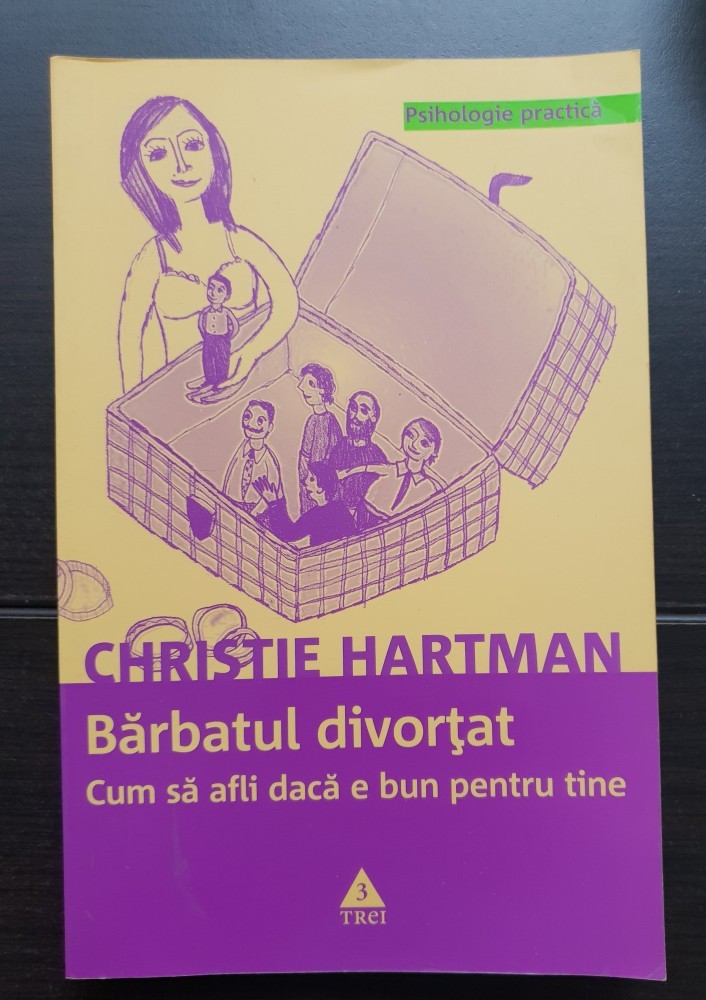 Psihologie practică
CHRISTIE HARTMAN
Bărbatul divorţat
Cum să afli dacă e bun pentru tine
3
TREI